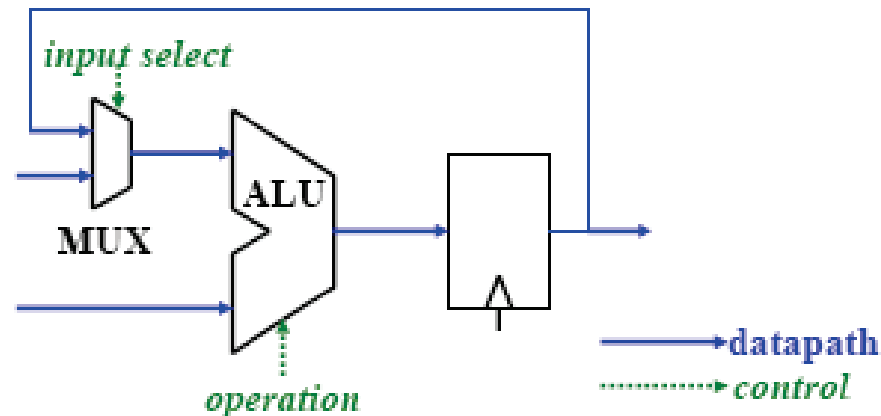 input select
ALU
MUX
datapath
control
operation